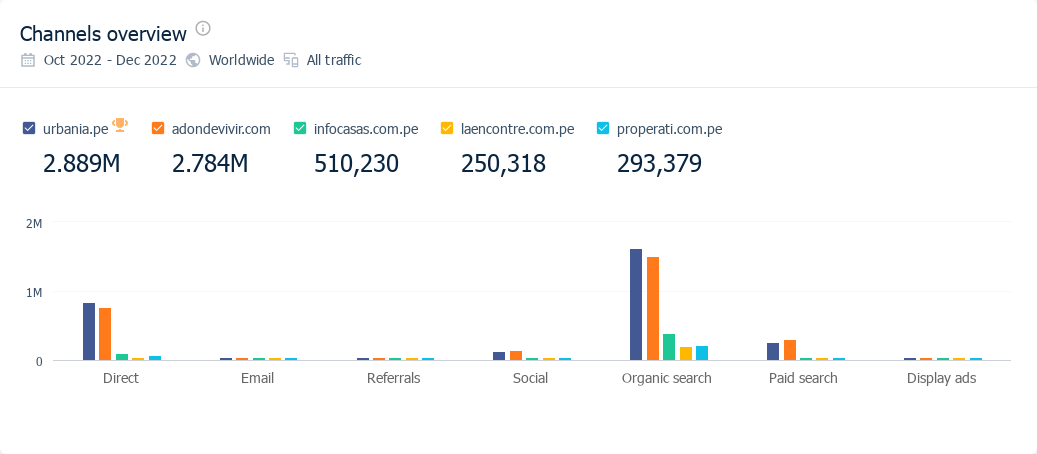 Channels overview
Oct 2022 - Dec 2022 Worldwide All traffic
urbania.pe adondevivir.com infocasas.com.pe laencontre.com.pe properati.com.pe
2.889M 2.784M 510,230 250,318 293,379
2M
1M
0
Direct Email Referrals Social Organic search Paid search Display ads